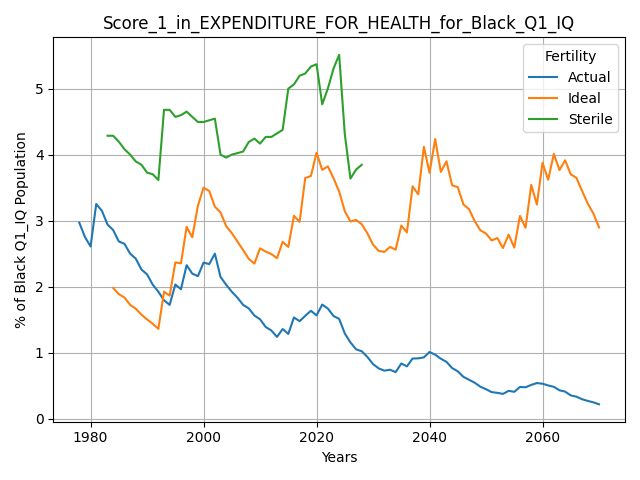 Score_1_in_EXPENDITURE_FOR_HEALTH_for_Black_Q1_IQ
Fertility
Actual
Ideal
Sterile
% of Black Q1_IQ Population
5
4
3
2
1
0
1980
2000
2020
2040
2060
Years